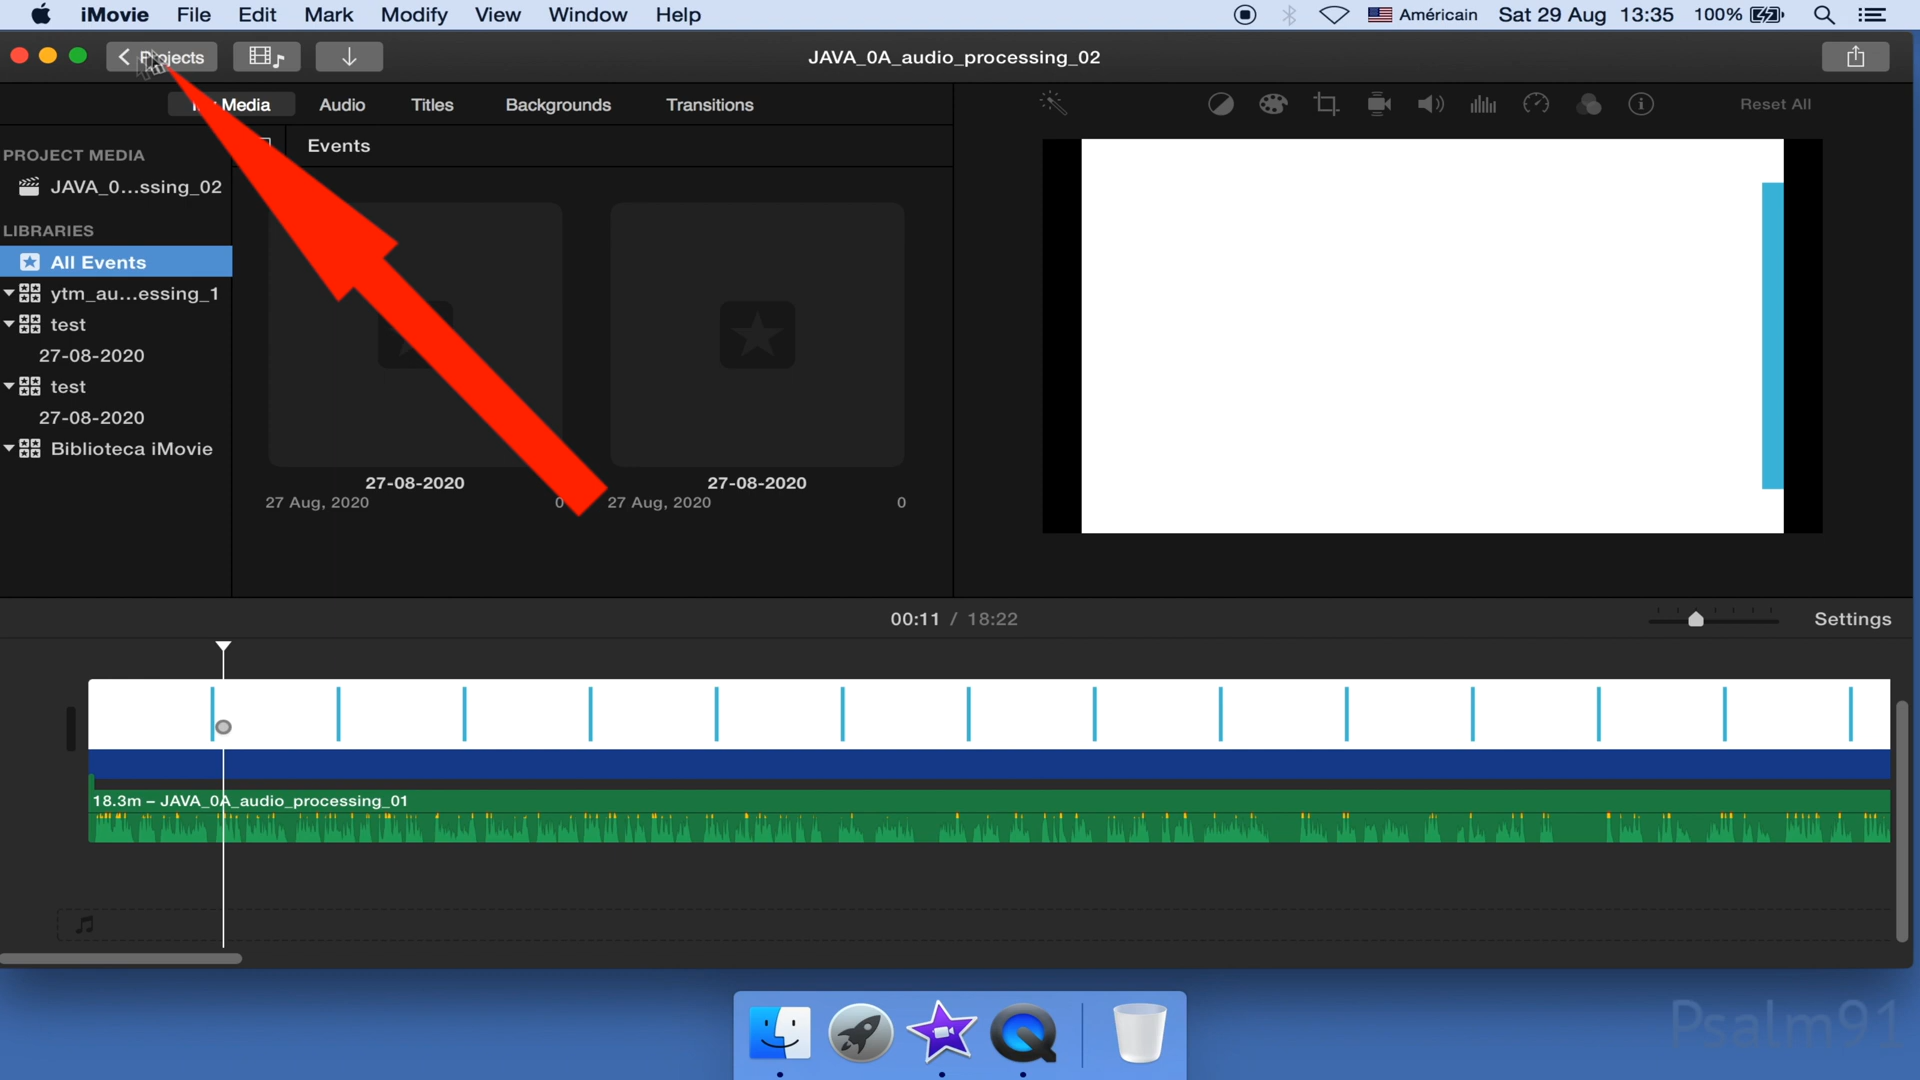 iMovie File Edit Mark Modify View Window Help Américain Sat 29 Aug 13:35 100%
Projects JAVA_0A_audio_processing_02
Media Audio Titles Backgrounds Transitions Reset All
PROJECT MEDIA Events
JAVA_0...ssing_02
LIBRARIES
All Events
ytm_au...essing_1
test
27-08-2020
test
27-08-2020
Biblioteca iMovie
27-08-2020 27-08-2020
27 Aug, 2020 0 27 Aug, 2020 0
00:11 / 18:22 Settings
18.3m – JAVA_0A_audio_processing_01
Psalm91